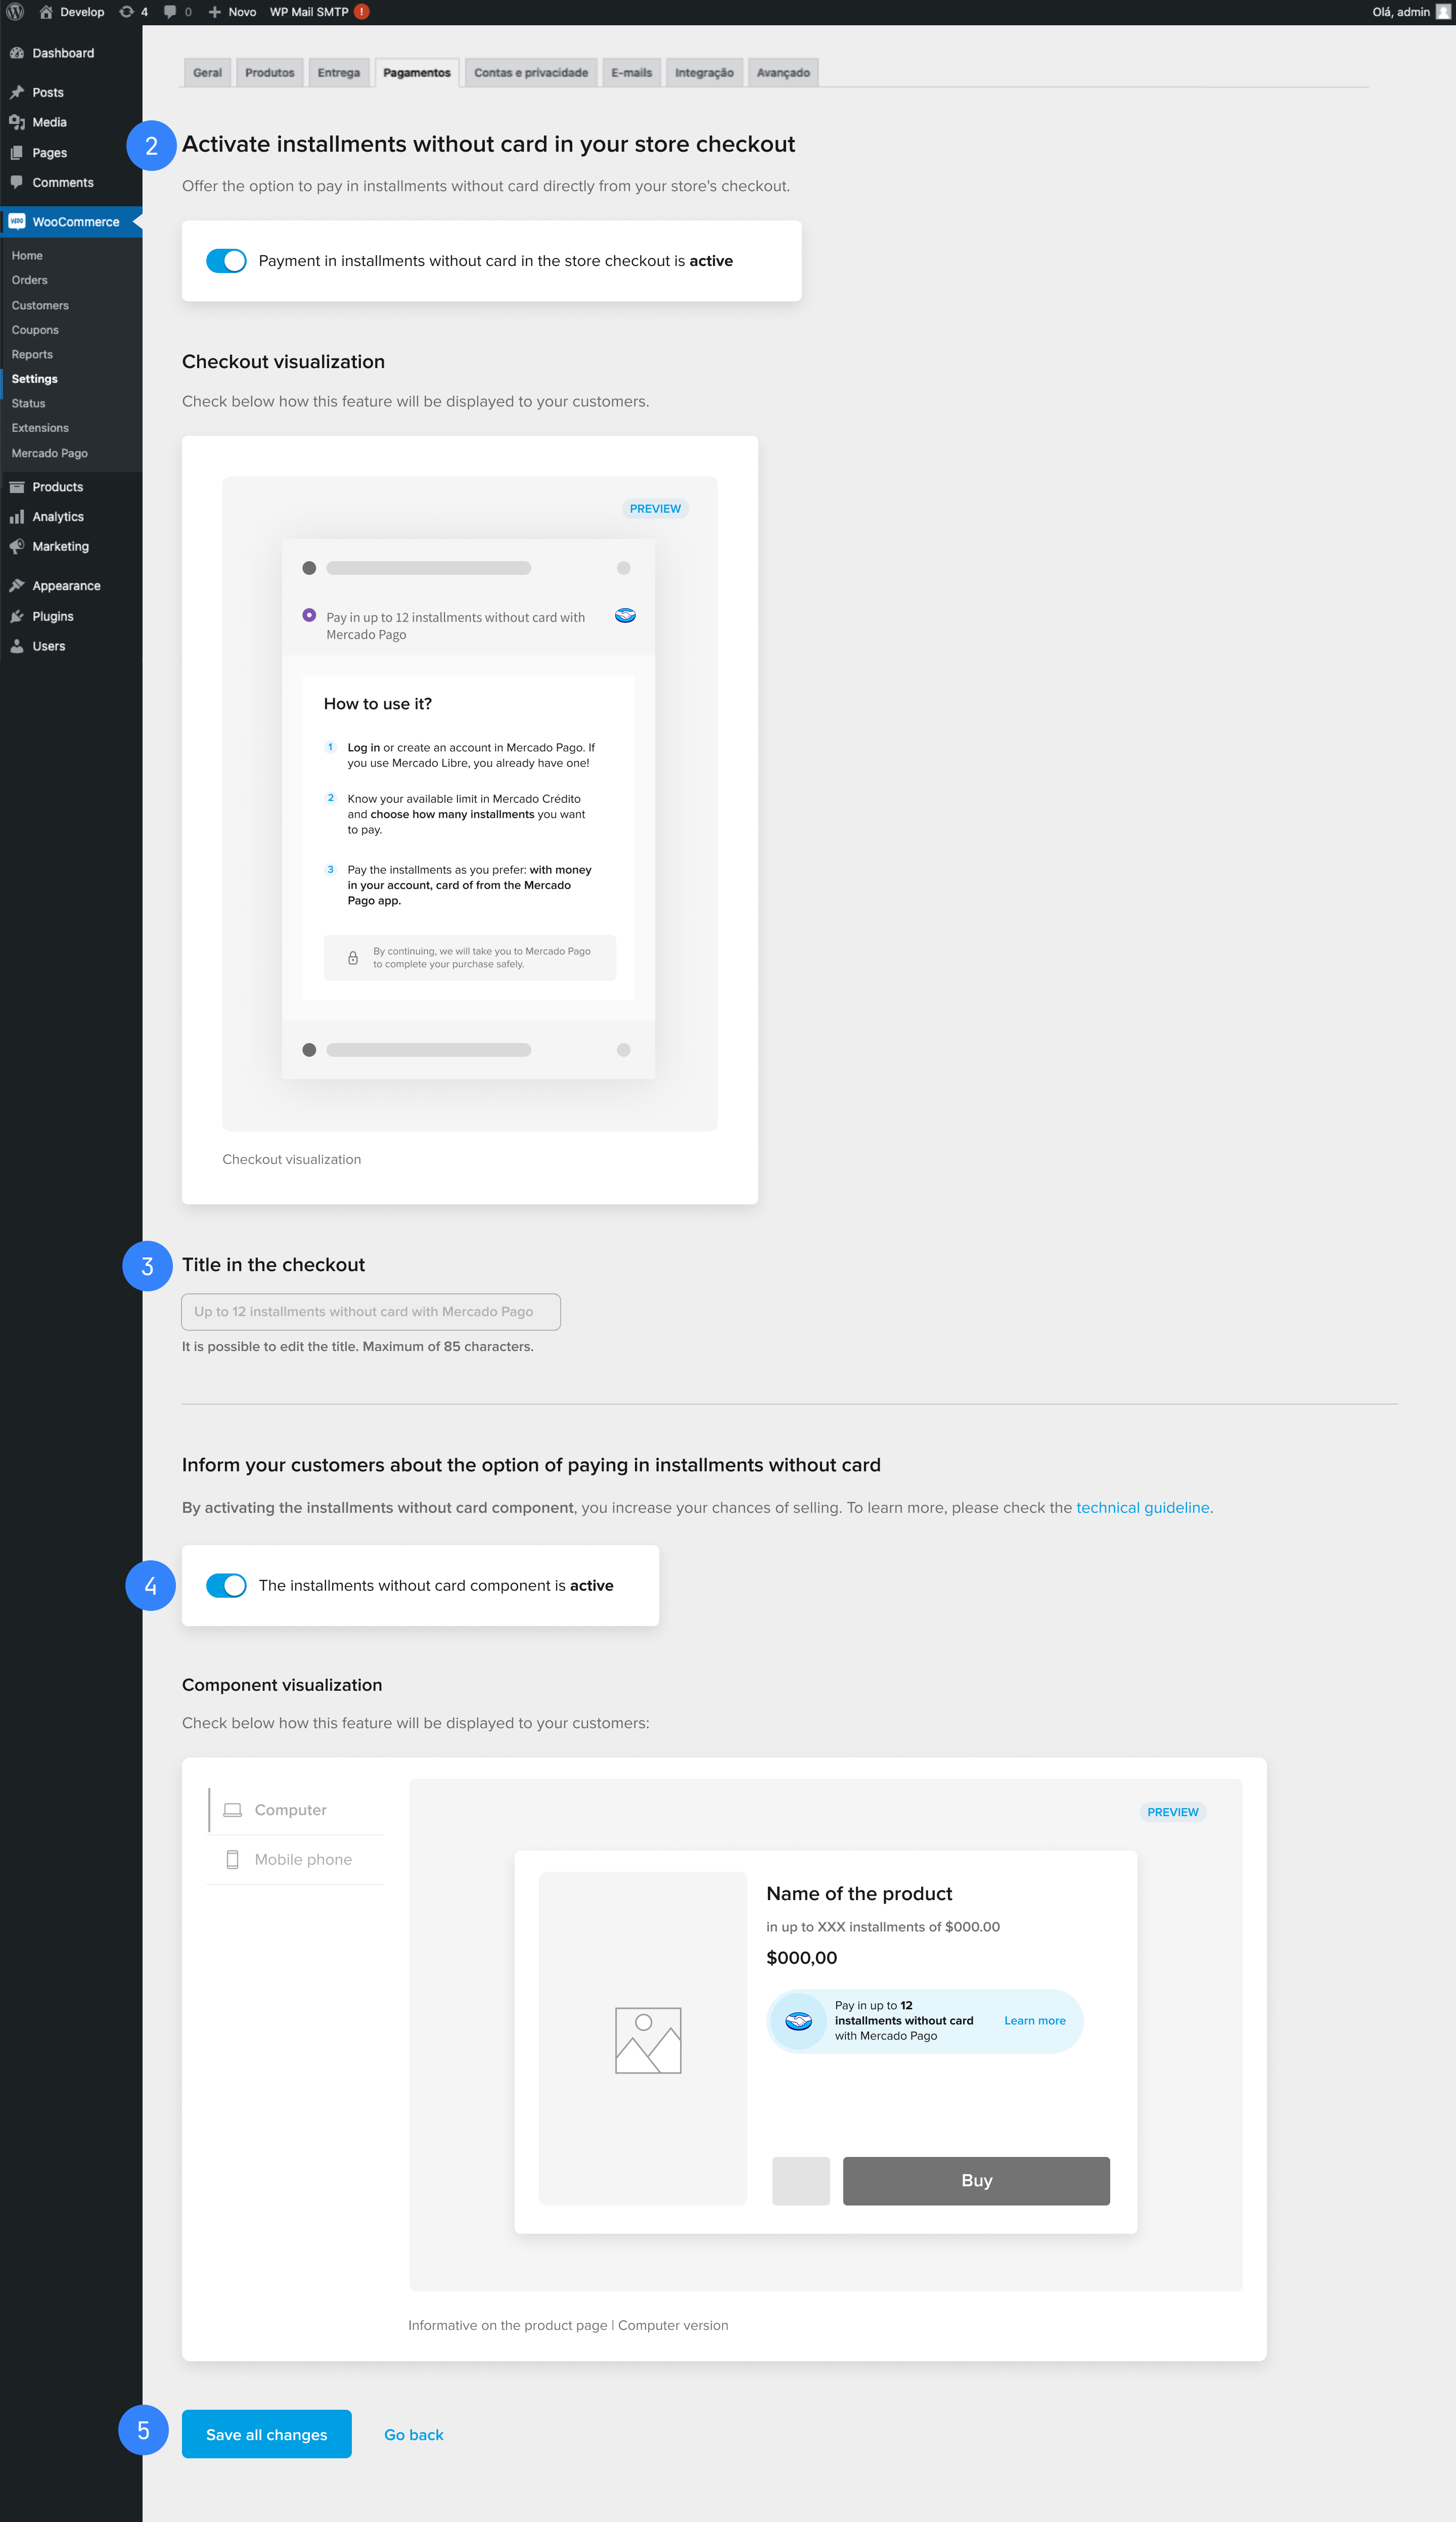 Develop 4 0 Novo WP Mail SMTP ! Olá, admin
Dashboard
Posts
Media
Pages
Comments
WooCommerce
Home
Orders
Customers
Coupons
Reports
Settings
Status
Extensions
Mercado Pago
Products
Analytics
Marketing
Appearance
Plugins
Users
Geral Produtos Entrega Pagamentos Contas e privacidade E-mails Integração Avançado
2 Activate installments without card in your store checkout
Offer the option to pay in installments without card directly from your store's checkout.
Payment in installments without card in the store checkout is active
Checkout visualization
Check below how this feature will be displayed to your customers.
PREVIEW
Pay in up to 12 installments without card with
Mercado Pago
How to use it?
1 Log in or create an account in Mercado Pago. If
you use Mercado Libre, you already have one!
2 Know your available limit in Mercado Crédito
and choose how many installments you want
to pay.
3 Pay the installments as you prefer: with money
in your account, card of from the Mercado
Pago app.
By continuing, we will take you to Mercado Pago
to complete your purchase safely.
Checkout visualization
3 Title in the checkout
Up to 12 installments without card with Mercado Pago
It is possible to edit the title. Maximum of 85 characters.
Inform your customers about the option of paying in installments without card
By activating the installments without card component, you increase your chances of selling. To learn more, please check the technical guideline.
4 The installments without card component is active
Component visualization
Check below how this feature will be displayed to your customers:
Computer
Mobile phone
PREVIEW
Name of the product
in up to XXX installments of $000.00
$000,00
Pay in up to 12
installments without card
with Mercado Pago
Learn more
Buy
Informative on the product page | Computer version
5 Save all changes Go back